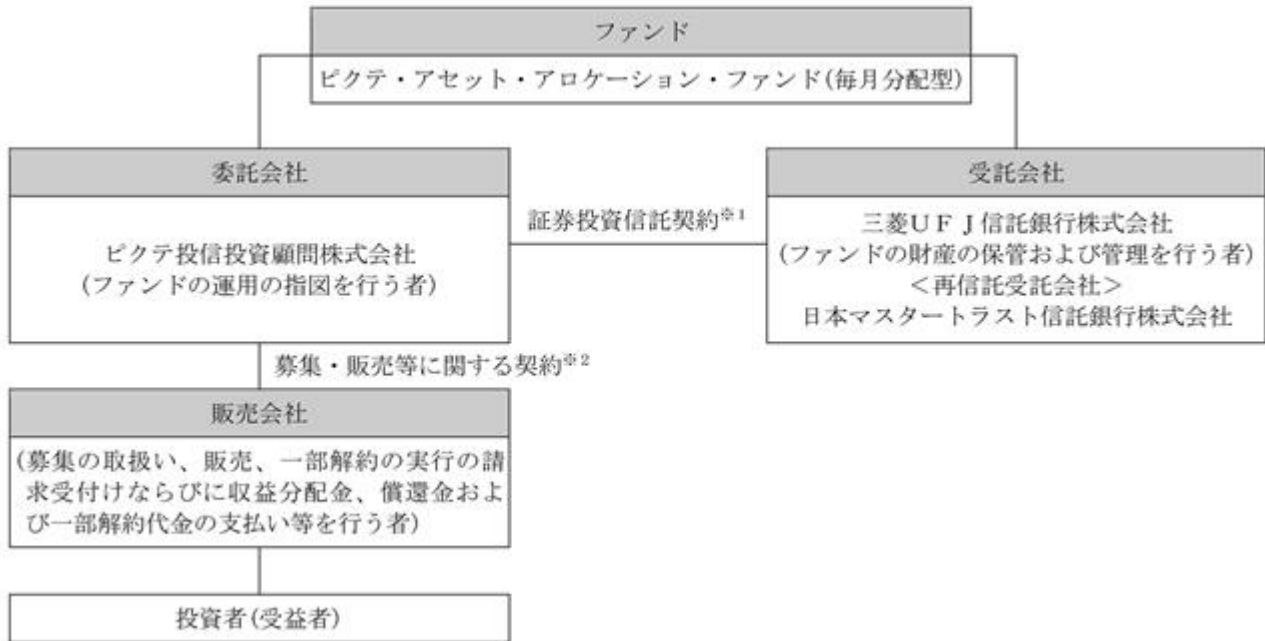 ファンド
ピクテ・アセット・アロケーション・ファンド(毎月分配型)
委託会社
ピクテ投信投資顧問株式会社
(ファンドの運用の指図を行う者)
証券投資信託契約※1
受託会社
三菱UFJ信託銀行株式会社
(ファンドの財産の保管および管理を行う者)
<再信託受託会社>
日本マスタートラスト信託銀行株式会社
募集・販売等に関する契約※2
販売会社
(募集の取扱い、販売、一部解約の実行の請
求受付けならびに収益分配金、償還金およ
び一部解約代金の支払い等を行う者)
投資者(受益者)